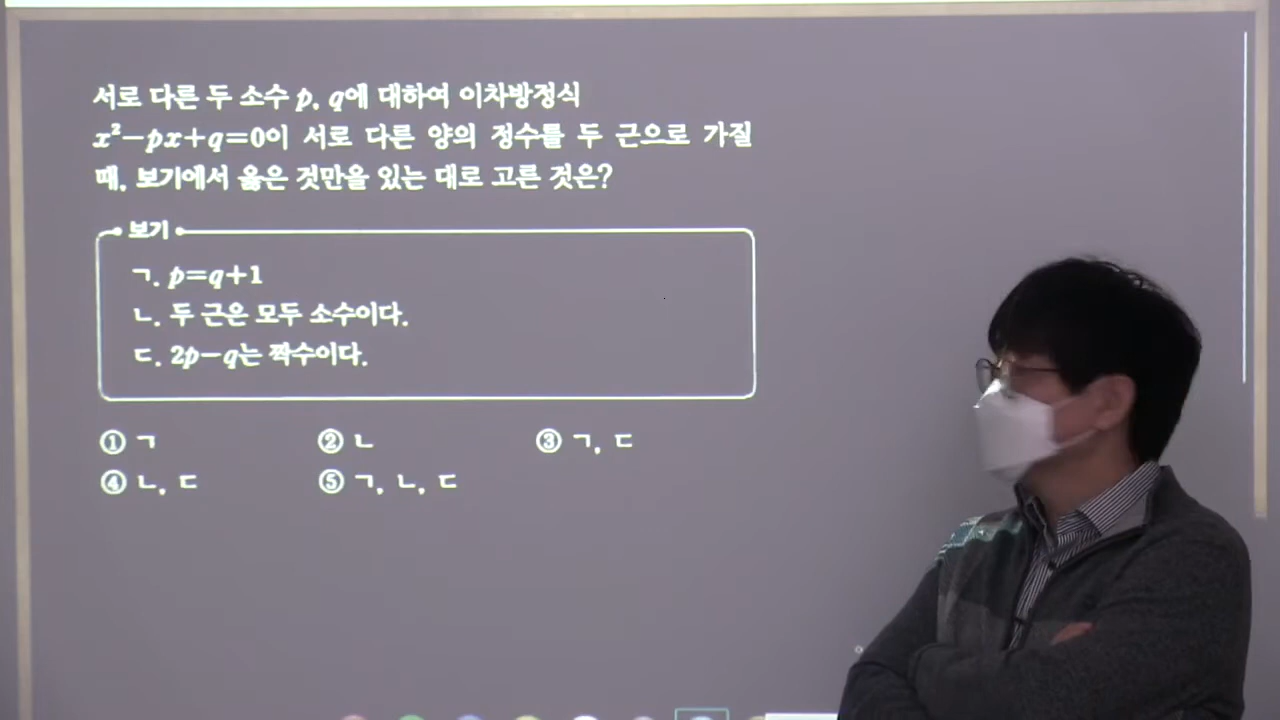 서로 다른 두 소수 p, q에 대하여 이차방정식
x²-px+q=0이 서로 다른 양의 정수를 두 근으로 가질
때, 보기에서 옳은 것만을 있는 대로 고른 것은?
보기
ㄱ. p=q+1
ㄴ. 두 근은 모두 소수이다.
ㄷ. 2p-q는 짝수이다.
① ㄱ ② ㄴ ③ ㄱ, ㄷ
④ ㄴ, ㄷ ⑤ ㄱ, ㄴ, ㄷ